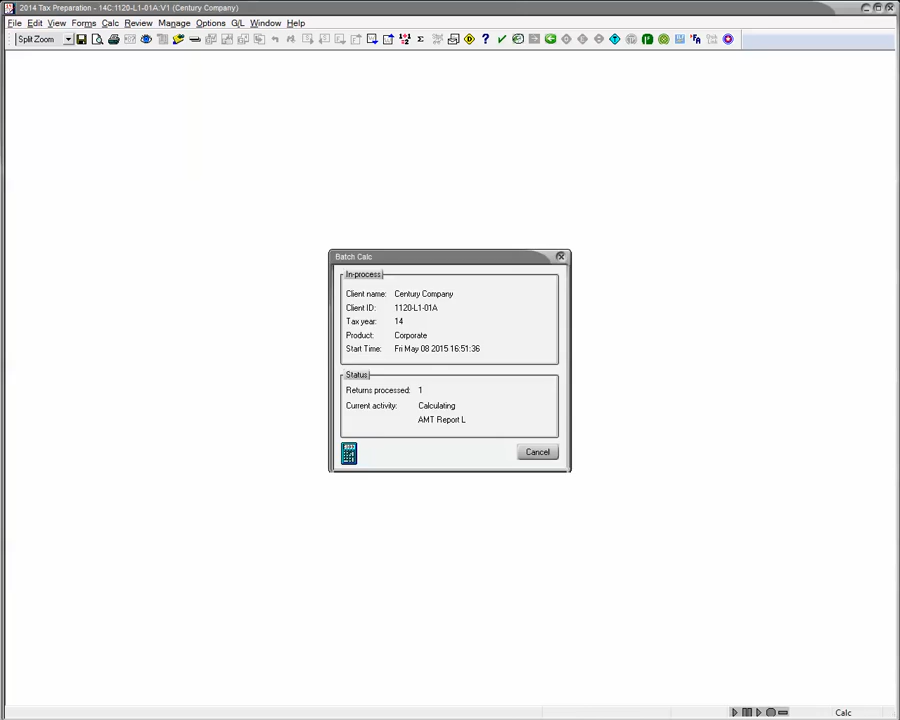 2014 Tax Preparation - 14C:1120-L1-01A:V1 (Century Company)
File Edit View Forms Calc Review Manage Options G/L Window Help
Split Zoom
Batch Calc
In-process
Client name: Century Company
Client ID: 1120-L1-01A
Tax year: 14
Product: Corporate
Start Time: Fri May 08 2015 16:51:36
Status
Returns processed: 1
Current activity: Calculating
AMT Report L
Cancel
Calc